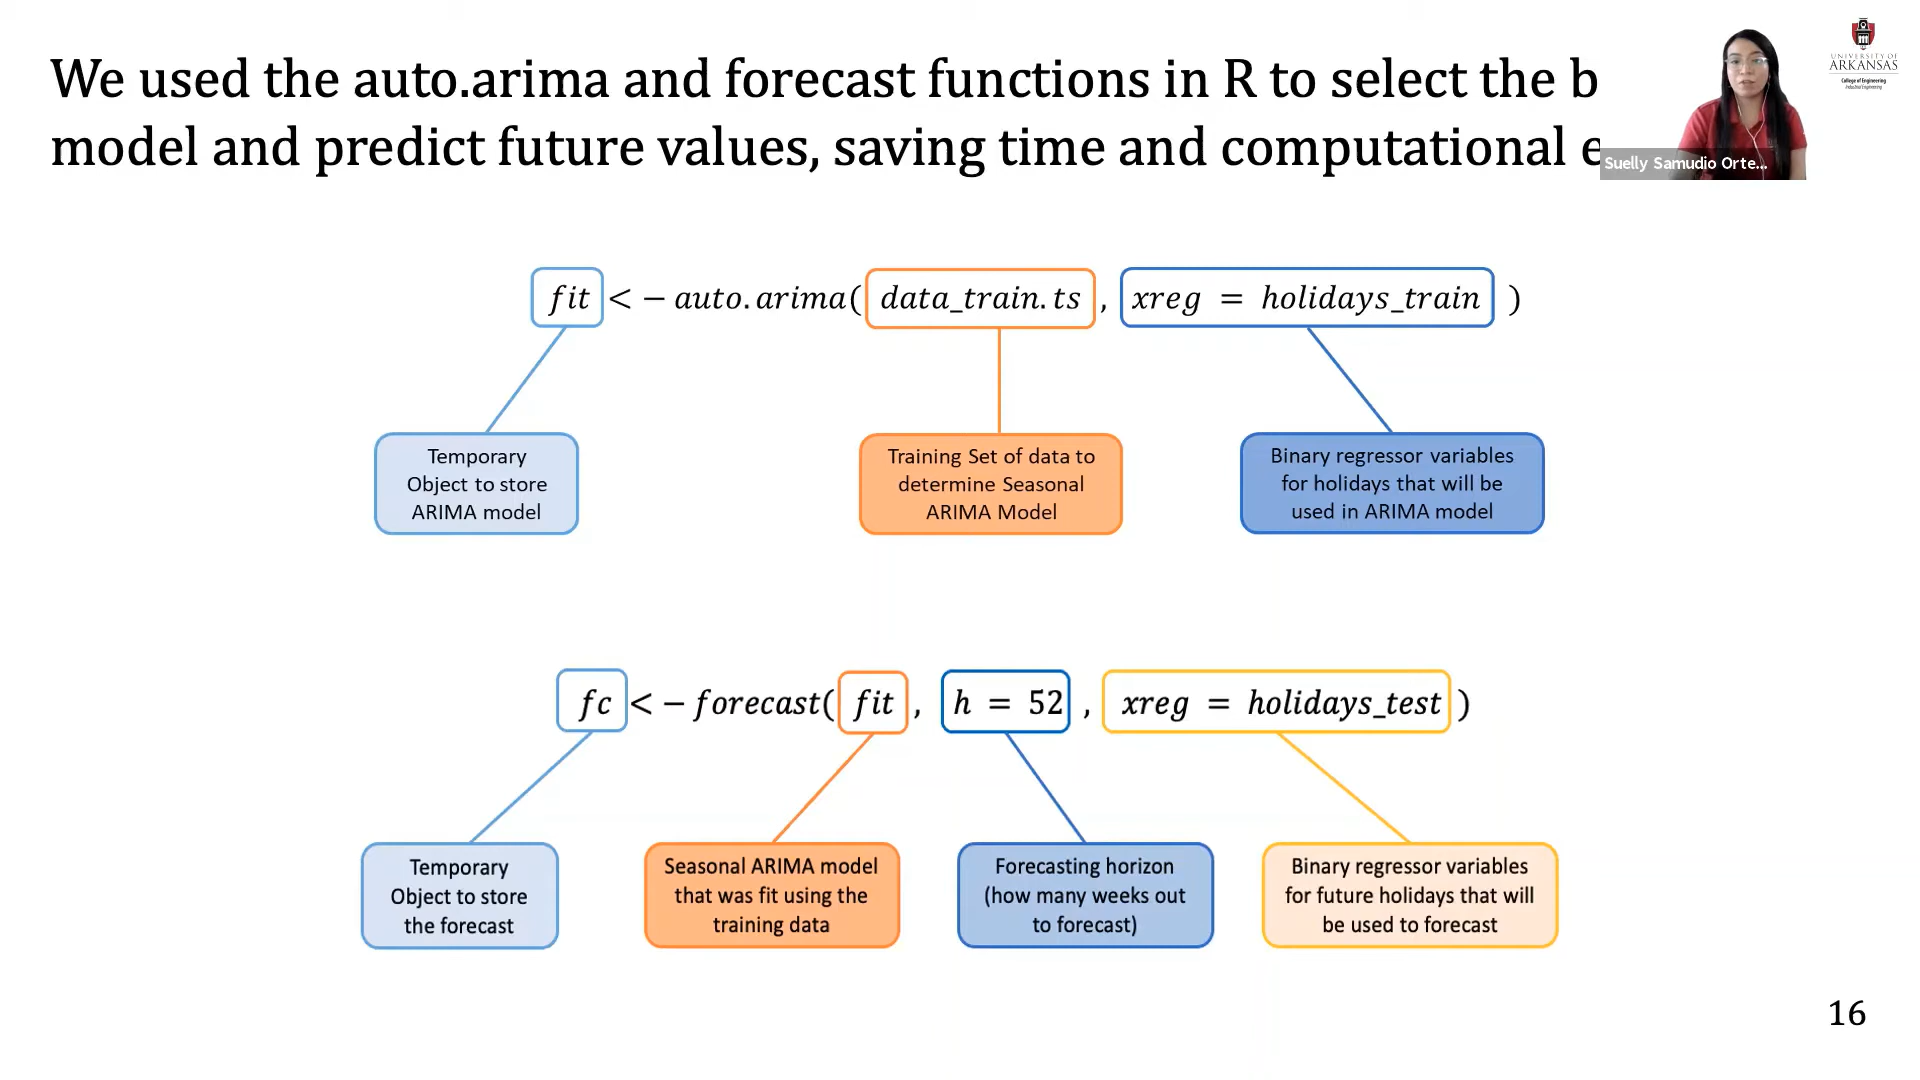 We used the auto.arima and forecast functions in R to select the b
model and predict future values, saving time and computational e
Suelly Samudio Orte...
UNIVERSITY OF
ARKANSAS
College of Engineering
Industrial Engineering
fit <- auto.arima( data_train.ts , xreg = holidays_train )
Temporary
Object to store
ARIMA model
Training Set of data to
determine Seasonal
ARIMA Model
Binary regressor variables
for holidays that will be
used in ARIMA model
fc <- forecast( fit , h = 52 , xreg = holidays_test )
Temporary
Object to store
the forecast
Seasonal ARIMA model
that was fit using the
training data
Forecasting horizon
(how many weeks out
to forecast)
Binary regressor variables
for future holidays that will
be used to forecast
16